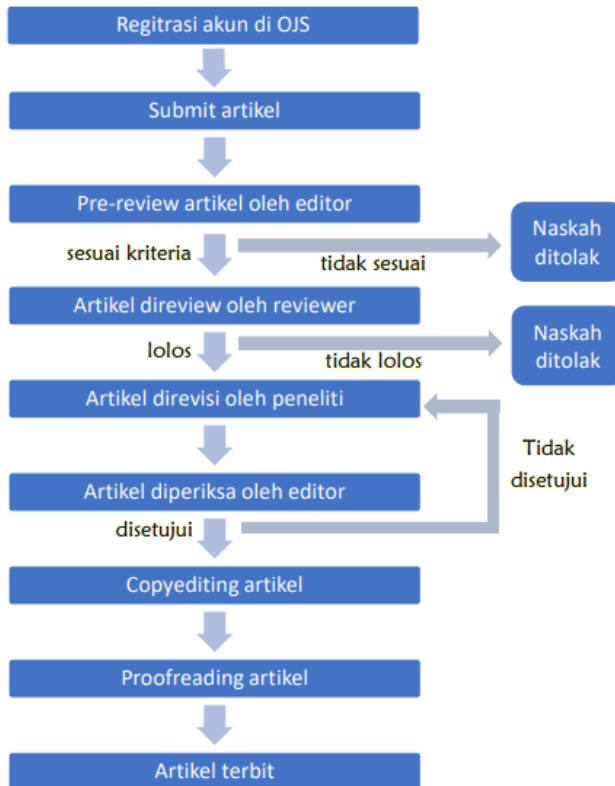 Regitrasi akun di OJS
Submit artikel
Pre-review artikel oleh editor
sesuai kriteria
tidak sesuai
Naskah
ditolak
Artikel direview oleh reviewer
lolos
tidak lolos
Naskah
ditolak
Artikel direvisi oleh peneliti
Tidak
disetujui
Artikel diperiksa oleh editor
disetujui
Copyediting artikel
Proofreading artikel
Artikel terbit